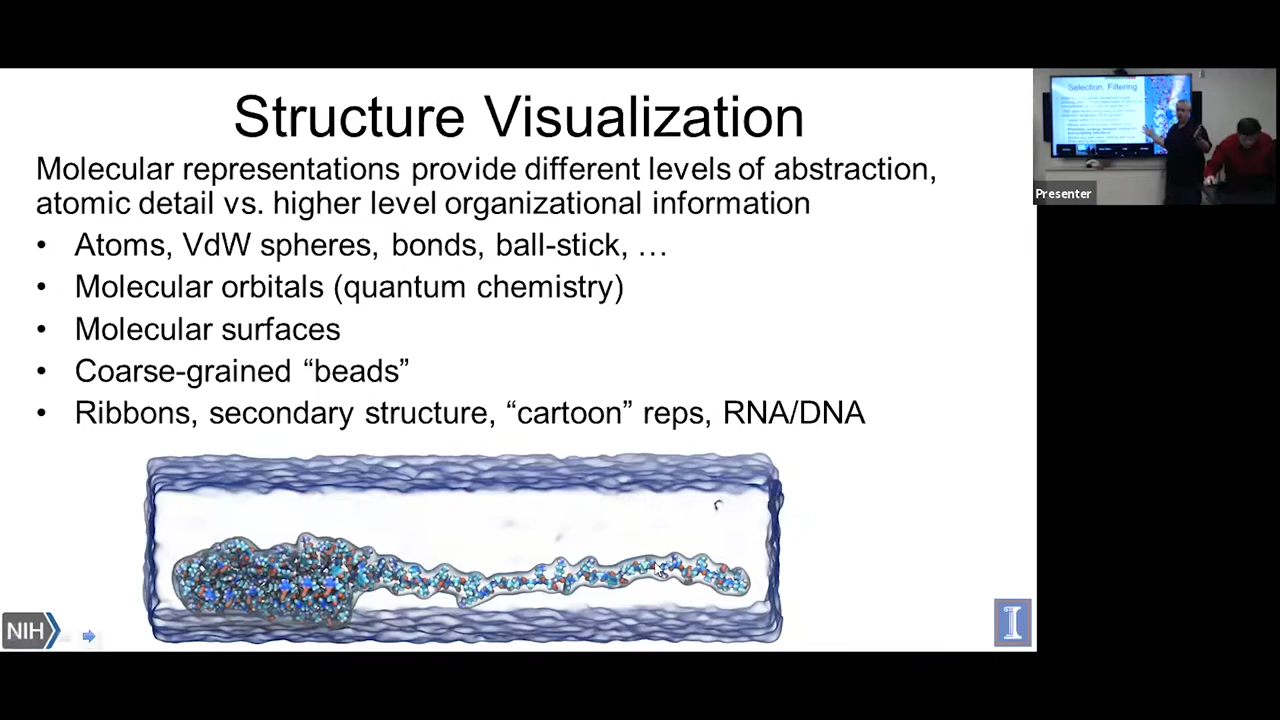 Structure Visualization
Molecular representations provide different levels of abstraction,
atomic detail vs. higher level organizational information
• Atoms, VdW spheres, bonds, ball-stick, …
• Molecular orbitals (quantum chemistry)
• Molecular surfaces
• Coarse-grained “beads”
• Ribbons, secondary structure, “cartoon” reps, RNA/DNA
NIH
I
Selection, Filtering
Presenter